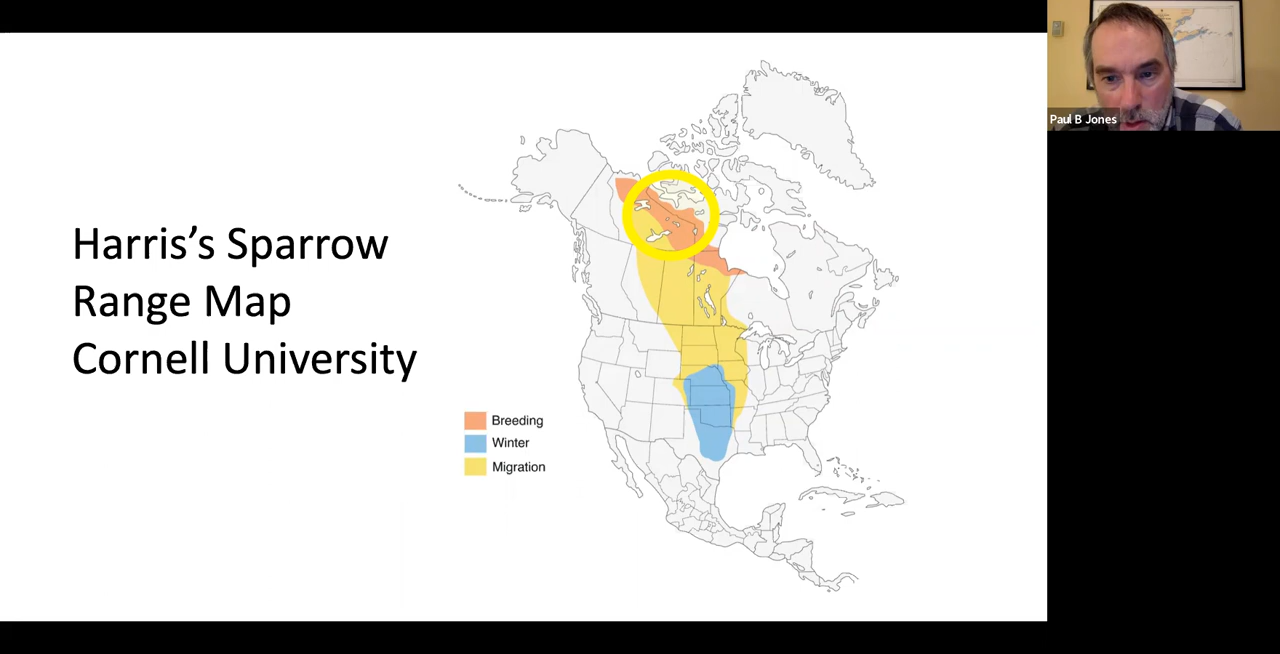 Harris’s Sparrow
Range Map
Cornell University
Breeding
Winter
Migration
Paul B Jones